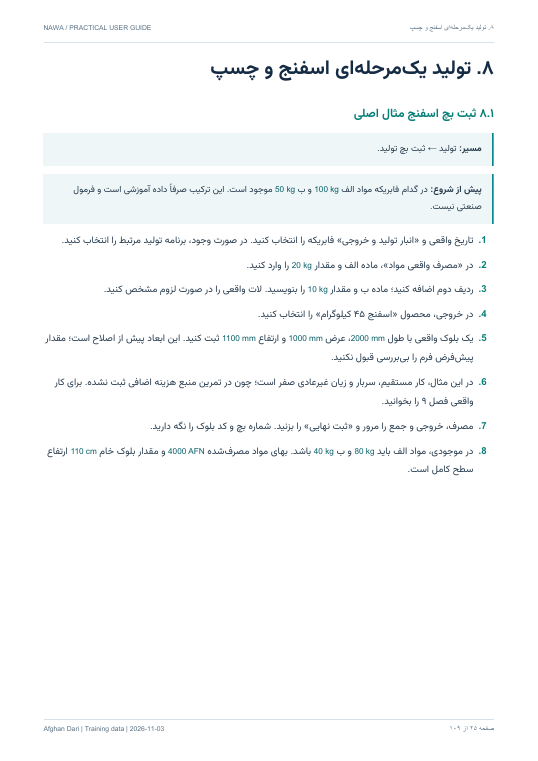 NAWA / PRACTICAL USER GUIDE
۸. تولید یک‌مرحله‌ای اسفنج و چسپ
۸. تولید یک‌مرحله‌ای اسفنج و چسپ
۸.۱ ثبت بچ اسفنج مثال اصلی
مسیر: تولید ← ثبت بچ تولید.
پیش از شروع: در گدام فابریکه مواد الف 100 kg و ب 50 kg موجود است. این ترکیب صرفاً داده آموزشی است و فرمول
صنعتی نیست.
1. تاریخ واقعی و «انبار تولید و خروجی» فابریکه را انتخاب کنید. در صورت وجود، برنامه تولید مرتبط را انتخاب کنید.
2. در «مصرف واقعی مواد»، ماده الف و مقدار 20 kg را وارد کنید.
3. ردیف دوم اضافه کنید؛ ماده ب و مقدار 10 kg را بنویسید. لات واقعی را در صورت لزوم مشخص کنید.
4. در خروجی، محصول «اسفنج ۴۵ کیلوگرام» را انتخاب کنید.
5. یک بلوک واقعی با طول 2000 mm، عرض 1000 mm و ارتفاع 1100 mm ثبت کنید. این ابعاد پیش از اصلاح است؛ مقدار
پیش‌فرض فرم را بی‌بررسی قبول نکنید.
6. در این مثال، کار مستقیم، سربار و زیان غیرعادی صفر است؛ چون در تمرین منبع هزینه اضافی ثبت نشده. برای کار
واقعی فصل ۹ را بخوانید.
7. مصرف، خروجی و جمع را مرور و «ثبت نهایی» را بزنید. شماره بچ و کد بلوک را نگه دارید.
8. در موجودی، مواد الف باید 80 kg و ب 40 kg باشد. بهای مواد مصرف‌شده 4000 AFN و مقدار بلوک خام 110 cm ارتفاع
سطح کامل است.
Afghan Dari | Training data | 2026-11-03
صفحه ۴۵ از ۱۰۹